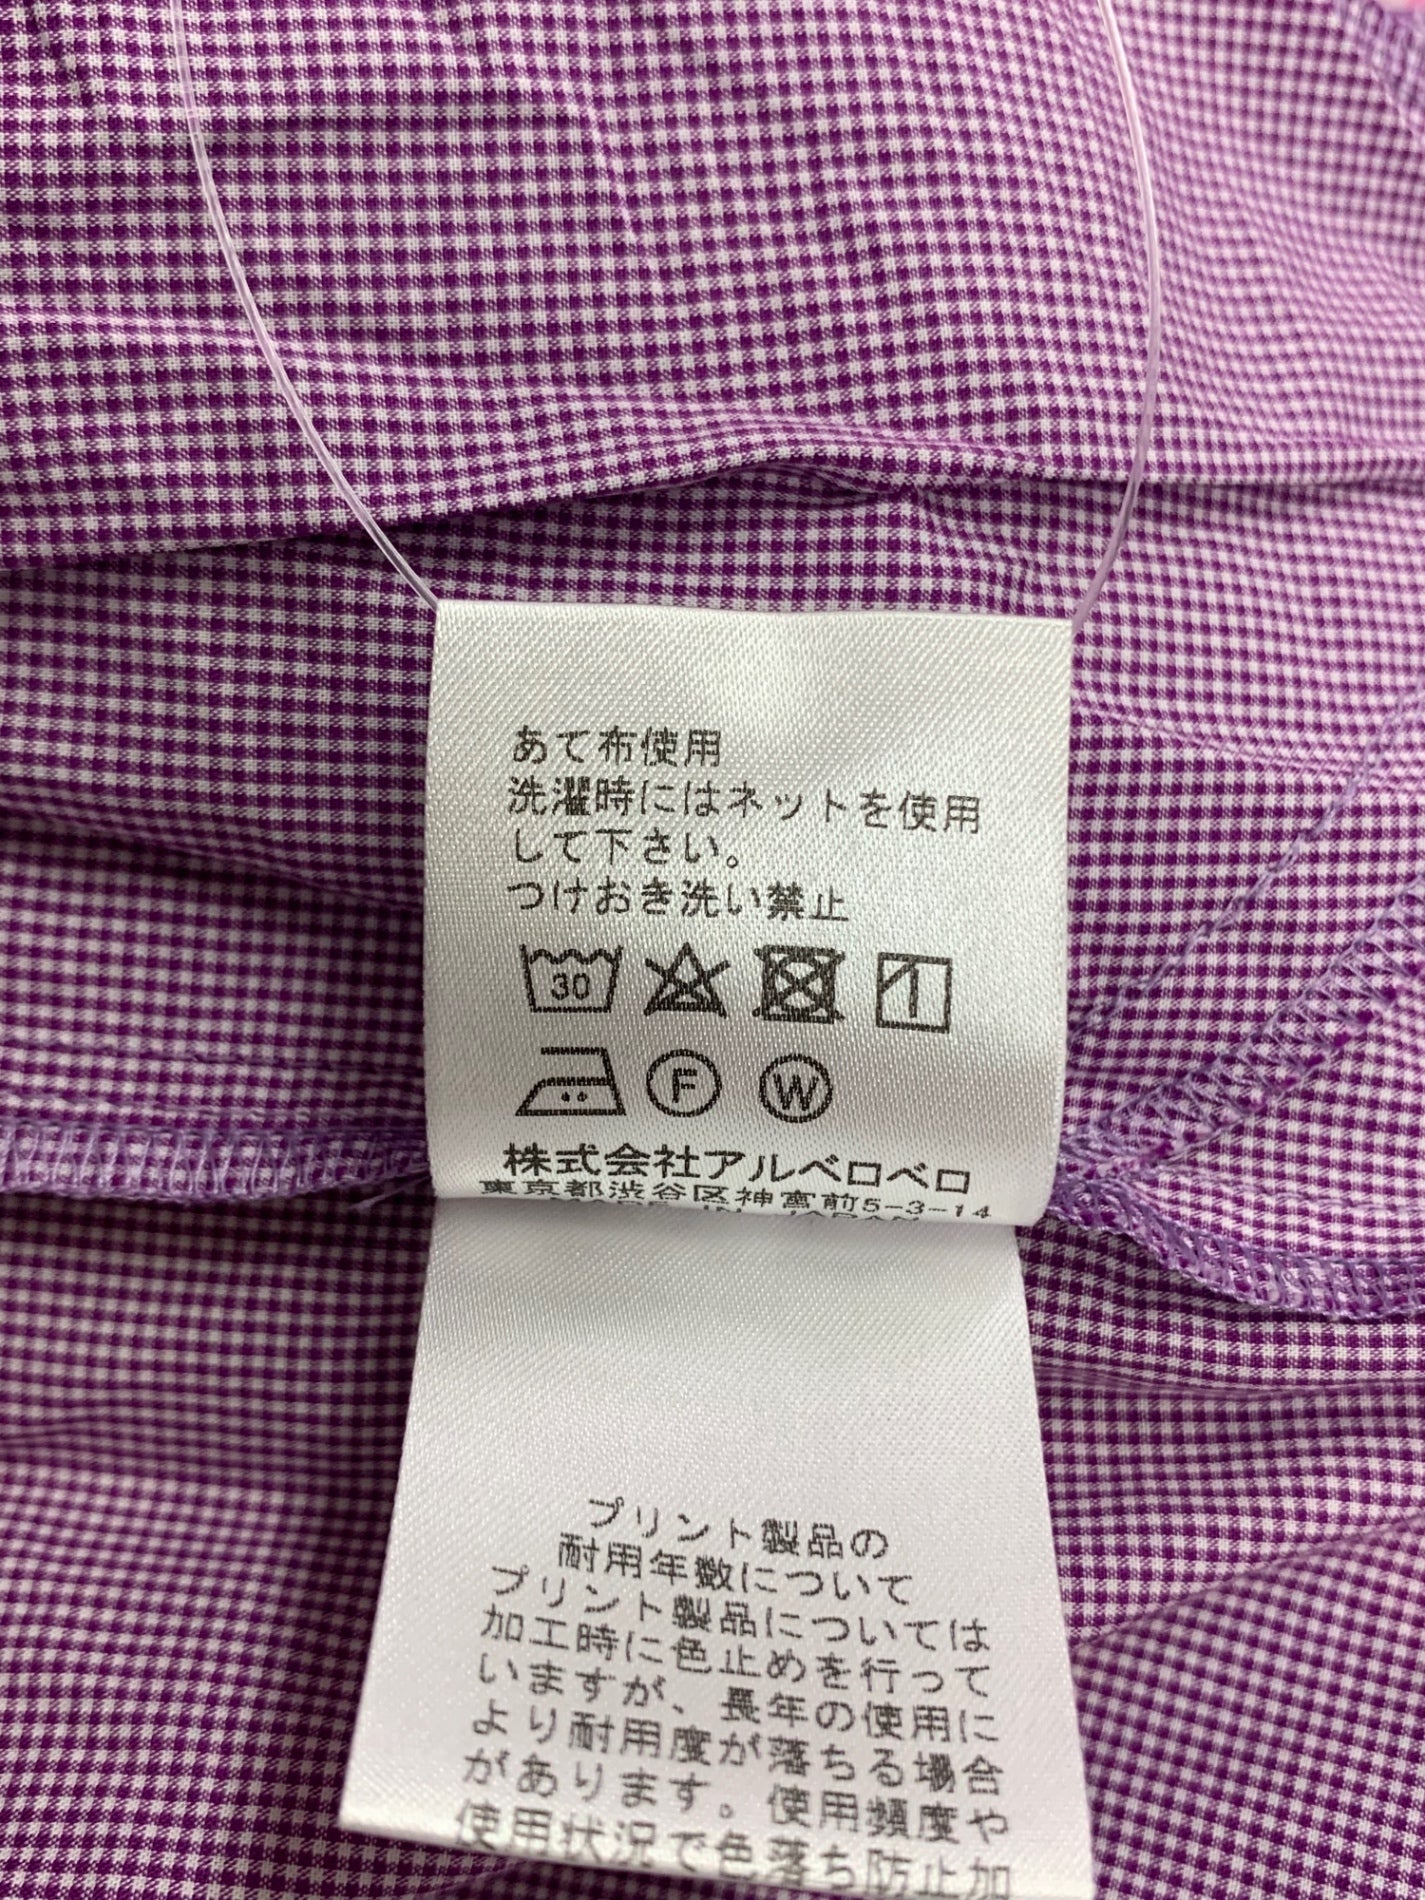 あて布使用
洗濯時にはネットを使用
して下さい。
つけおき洗い禁止
30
F W
株式会社アルベロベロ
東京都渋谷区神宮前5-3-14
IN JAPAN
プリント製品の
耐用年数について
プリント製品については
加工時に色止めを行って
いますが、長年の使用に
より耐用度が落ちる場合
があります。使用頻度や
使用状況で色落ち防止加